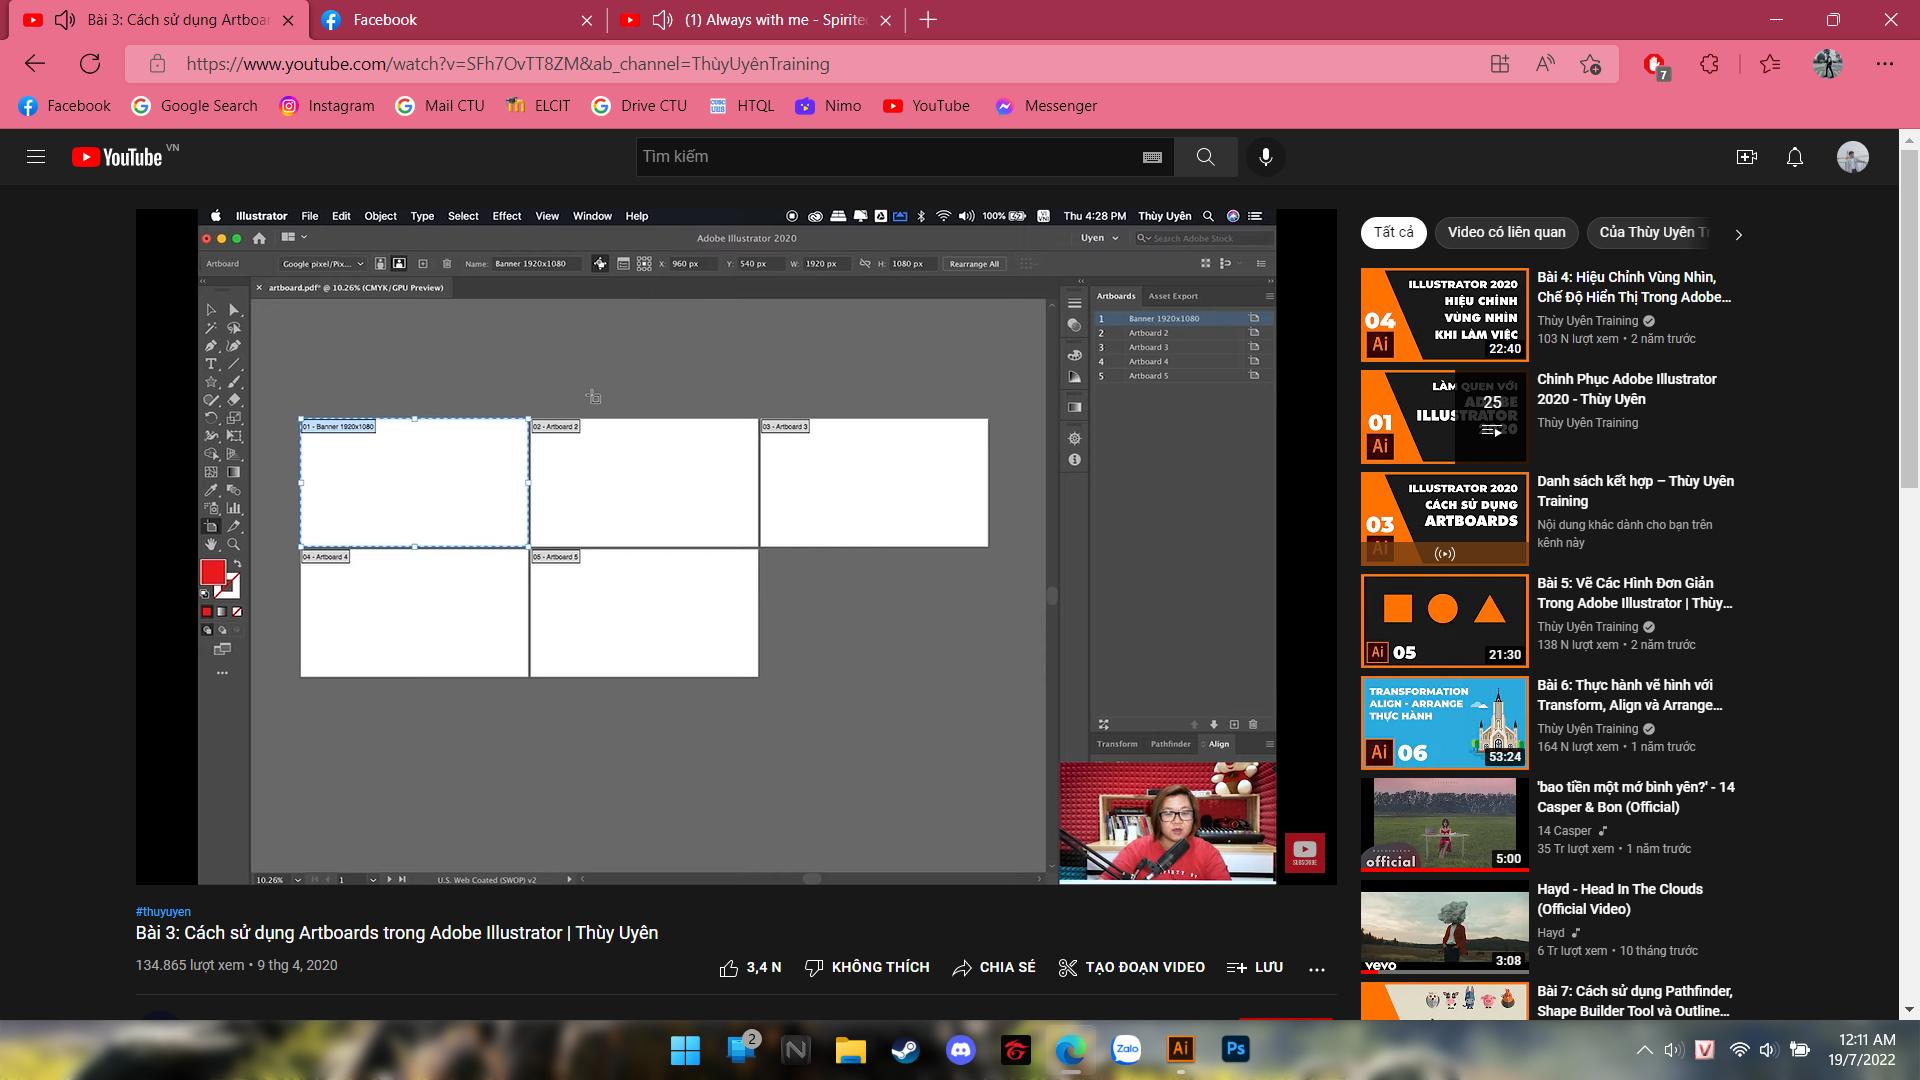 Bài 3: Cách sử dụng Artboar
Facebook
(1) Always with me - Spirite
https://www.youtube.com/watch?v=SFh7OvTT8ZM&ab_channel=ThùyUyênTraining
7
Facebook
Google Search
Instagram
Mail CTU
ELCIT
Drive CTU
HTQL
Nimo
YouTube
Messenger
YouTube VN
Tìm kiếm
Illustrator File Edit Object Type Select Effect View Window Help
100% Thu 4:28 PM Thùy Uyên
Adobe Illustrator 2020
Uyen
Search Adobe Stock
Artboard
Google pixel/Pix...
Name: Banner 1920x1080
X: 960 px Y: 540 px W: 1920 px H: 1080 px
Rearrange All
artboard.pdf* @ 10.26% (CMYK/GPU Preview)
Artboards Asset Export
1 Banner 1920x1080
2 Artboard 2
3 Artboard 3
4 Artboard 4
5 Artboard 5
01 - Banner 1920x1080
02 - Artboard 2
03 - Artboard 3
04 - Artboard 4
05 - Artboard 5
Transform Pathfinder Align
10.26% 1 U.S. Web Coated (SWOP) v2
SUBSCRIBE
#thuyuyen
Bài 3: Cách sử dụng Artboards trong Adobe Illustrator | Thùy Uyên
134.865 lượt xem • 9 thg 4, 2020
3,4 N
KHÔNG THÍCH
CHIA SẺ
TẠO ĐOẠN VIDEO
LƯU
Tất cả
Video có liên quan
Của Thùy Uyên Tr
ILLUSTRATOR 2020
HIỆU CHỈNH
VÙNG NHÌN
KHI LÀM VIỆC
04
Ai
22:40
Bài 4: Hiệu Chỉnh Vùng Nhìn,
Chế Độ Hiển Thị Trong Adobe...
Thùy Uyên Training
103 N lượt xem • 2 năm trước
LÀM QUEN VỚI
ADOBE
ILLUSTRATOR
2020
01
Ai
25
Chinh Phục Adobe Illustrator
2020 - Thùy Uyên
Thùy Uyên Training
ILLUSTRATOR 2020
CÁCH SỬ DỤNG
ARTBOARDS
03
Ai
Danh sách kết hợp – Thùy Uyên
Training
Nội dung khác dành cho bạn trên
kênh này
Ai 05
21:30
Bài 5: Vẽ Các Hình Đơn Giản
Trong Adobe Illustrator | Thùy...
Thùy Uyên Training
138 N lượt xem • 2 năm trước
TRANSFORMATION
ALIGN - ARRANGE
THỰC HÀNH
Ai 06
53:24
Bài 6: Thực hành vẽ hình với
Transform, Align và Arrange...
Thùy Uyên Training
164 N lượt xem • 1 năm trước
official
5:00
'bao tiền một mớ bình yên?' - 14
Casper & Bon (Official)
14 Casper
35 Tr lượt xem • 1 năm trước
vevo
3:08
Hayd - Head In The Clouds
(Official Video)
Hayd
6 Tr lượt xem • 10 tháng trước
Bài 7: Cách sử dụng Pathfinder,
Shape Builder Tool và Outline...
2
N
Zalo
Ai
Ps
V
12:11 AM
19/7/2022